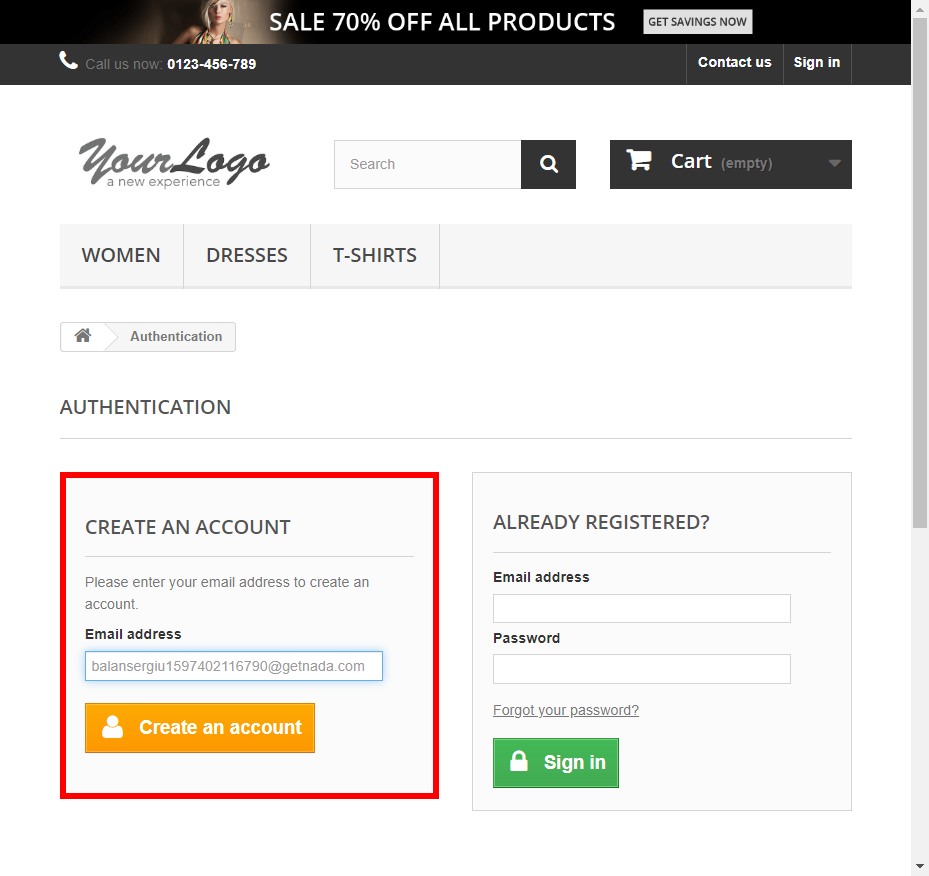 SALE 70% OFF ALL PRODUCTS GET SAVINGS NOW
Call us now: 0123-456-789 Contact us Sign in
YourLogo
a new experience
Search
Cart (empty)
WOMEN DRESSES T-SHIRTS
Authentication
AUTHENTICATION
CREATE AN ACCOUNT
Please enter your email address to create an
account.
Email address
balansergiu1597402116790@getnada.com
Create an account
ALREADY REGISTERED?
Email address
Password
Forgot your password?
Sign in